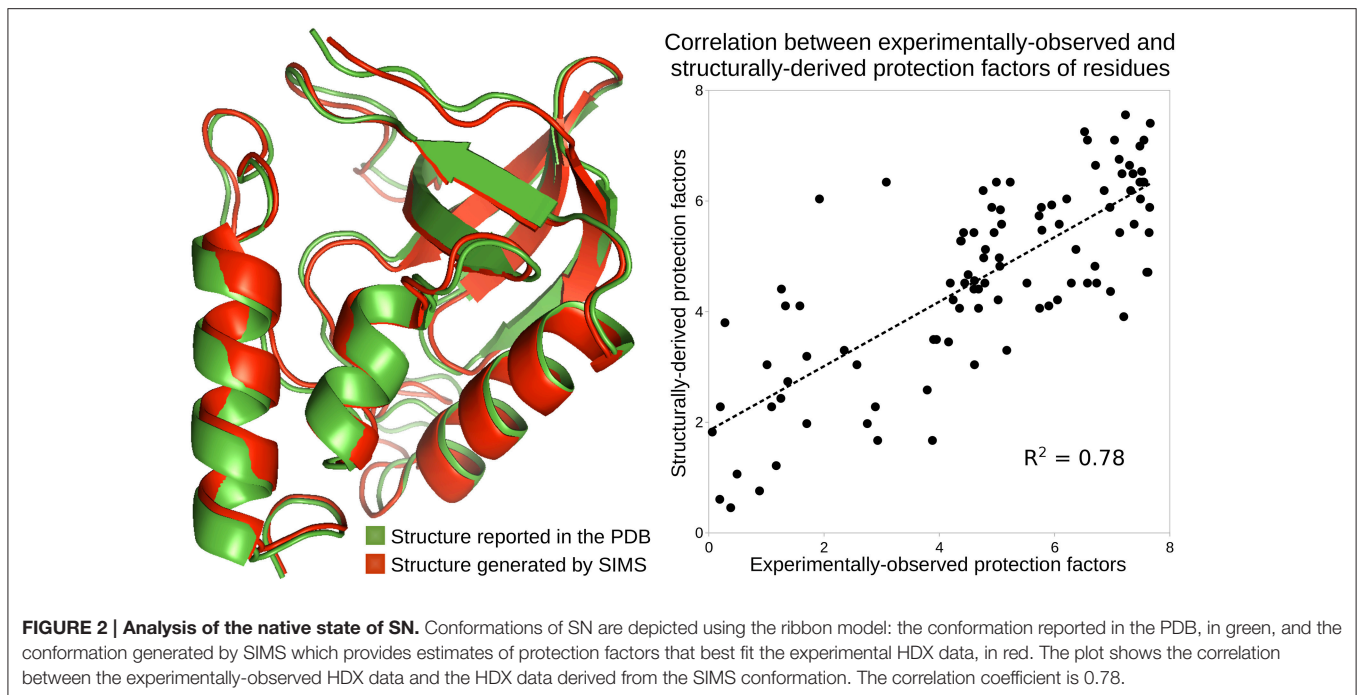 Correlation between experimentally-observed and
structurally-derived protection factors of residues
Structurally-derived protection factors
8
6
4
2
0
R² = 0.78
0 2 4 6 8
Experimentally-observed protection factors
Structure reported in the PDB
Structure generated by SIMS
FIGURE 2 | Analysis of the native state of SN. Conformations of SN are depicted using the ribbon model: the conformation reported in the PDB, in green, and the
conformation generated by SIMS which provides estimates of protection factors that best fit the experimental HDX data, in red. The plot shows the correlation
between the experimentally-observed HDX data and the HDX data derived from the SIMS conformation. The correlation coefficient is 0.78.